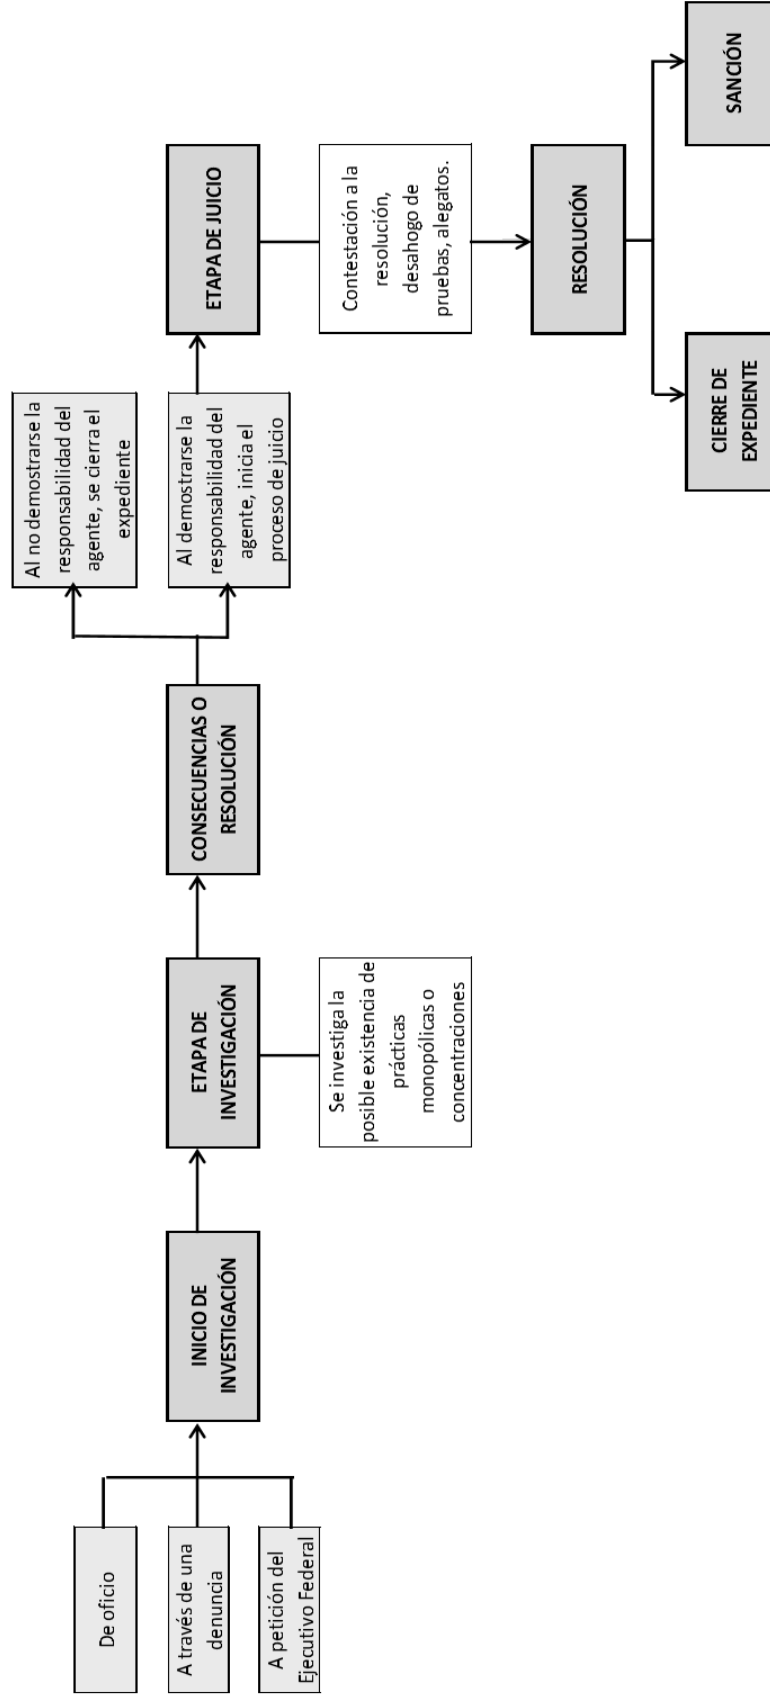 De oficio
A través de una
denuncia
A petición del
Ejecutivo Federal
INICIO DE
INVESTIGACIÓN
ETAPA DE
INVESTIGACIÓN
Se investiga la
posible existencia de
prácticas
monopólicas o
concentraciones
CONSECUENCIAS O
RESOLUCIÓN
Al no demostrarse la
responsabilidad del
agente, se cierra el
expediente
Al demostrarse la
responsabilidad del
agente, inicia el
proceso de juicio
ETAPA DE JUICIO
Contestación a la
resolución,
desahogo de
pruebas, alegatos.
RESOLUCIÓN
CIERRE DE
EXPEDIENTE
SANCIÓN